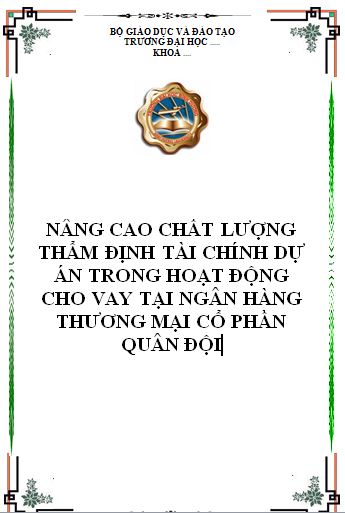 BỘ GIÁO DỤC VÀ ĐÀO TẠO
TRƯỜNG ĐẠI HỌC ....
KHOA ....
NÂNG CAO CHẤT LƯỢNG
THẨM ĐỊNH TÀI CHÍNH DỰ
ÁN TRONG HOẠT ĐỘNG
CHO VAY TẠI NGÂN HÀNG
THƯƠNG MẠI CỔ PHẦN
QUÂN ĐỘI